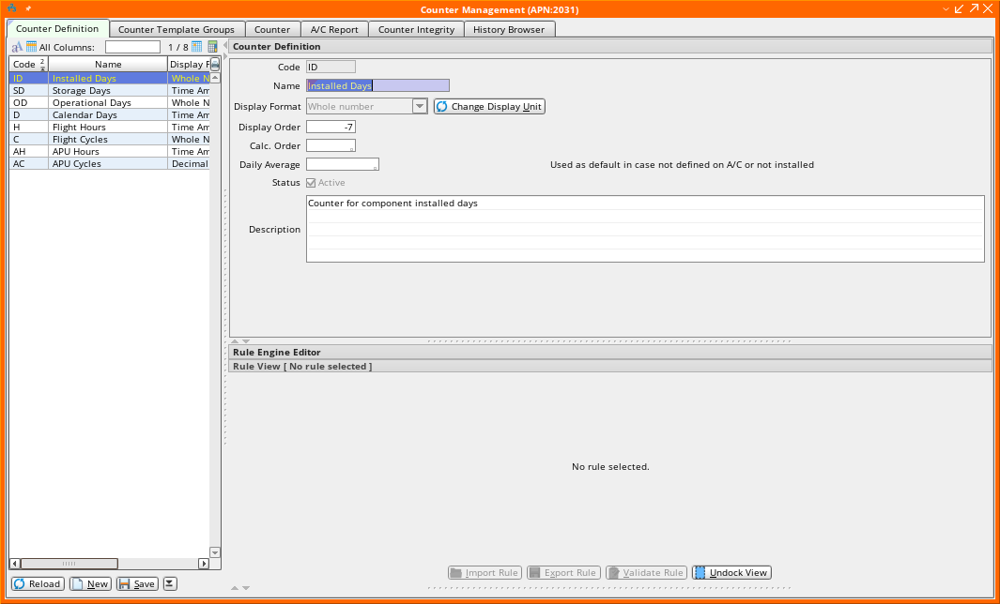 Counter Management (APN:2031)
Counter Definition Counter Template Groups Counter A/C Report Counter Integrity History Browser
All Columns: 1 / 8
Code 2 Name Display F
ID Installed Days Whole N
SD Storage Days Time Am
OD Operational Days Whole N
D Calendar Days Time Am
H Flight Hours Time Am
C Flight Cycles Whole N
AH APU Hours Time Am
AC APU Cycles Decimal
Counter Definition
Code ID
Name Installed Days
Display Format Whole number Change Display Unit
Display Order -7
Calc. Order
Daily Average Used as default in case not defined on A/C or not installed
Status Active
Description Counter for component installed days
Rule Engine Editor
Rule View [ No rule selected ]
No rule selected.
Import Rule Export Rule Validate Rule Undock View
Reload New Save